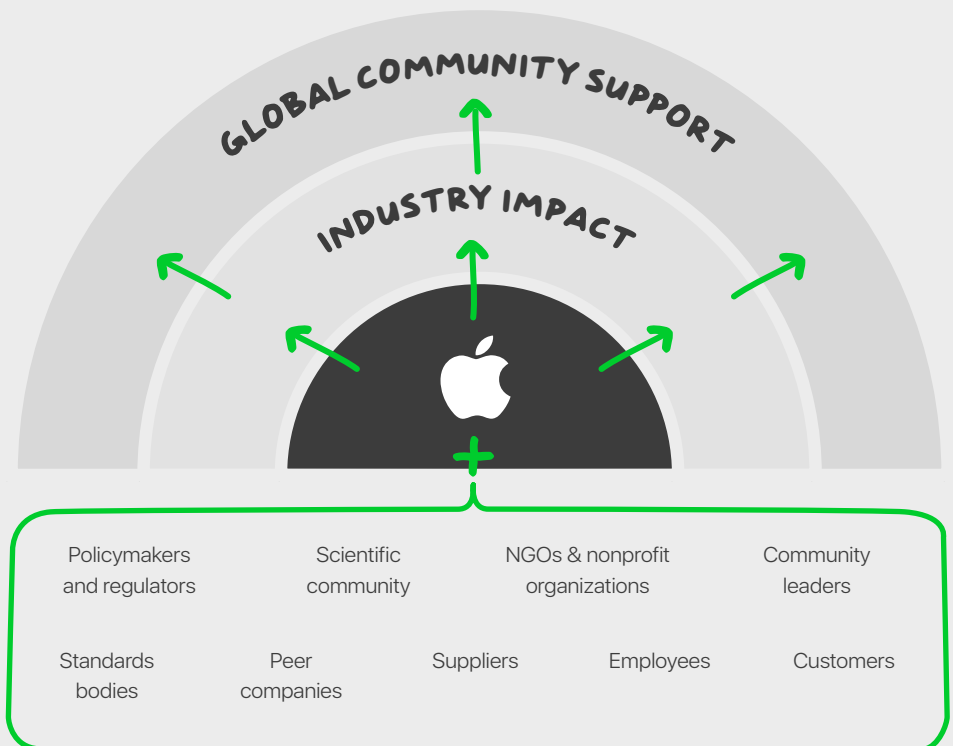 GLOBAL COMMUNITY SUPPORT
INDUSTRY IMPACT
Policymakers
and regulators
Scientific
community
NGOs & nonprofit
organizations
Community
leaders
Standards
bodies
Peer
companies
Suppliers
Employees
Customers